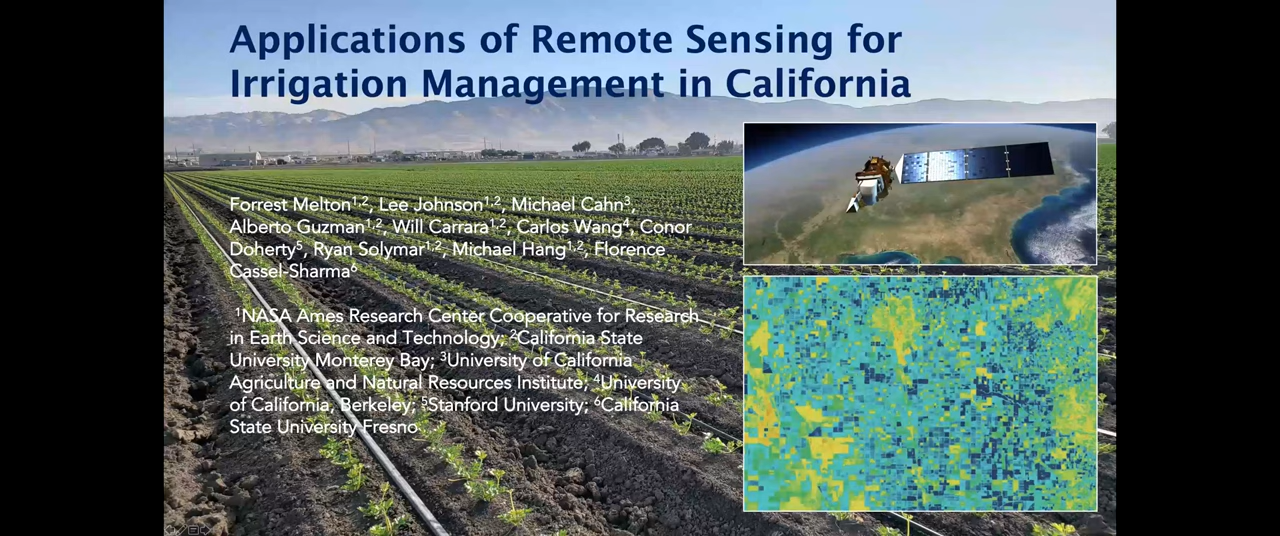 Applications of Remote Sensing for
Irrigation Management in California
Forrest Melton¹·², Lee Johnson¹·², Michael Cahn³,
Alberto Guzman¹·², Will Carrara¹·², Carlos Wang⁴, Conor
Doherty⁵, Ryan Solymar¹·², Michael Hang¹·², Florence
Cassel-Sharma⁶
¹NASA Ames Research Center Cooperative for Research
in Earth Science and Technology; ²California State
University Monterey Bay; ³University of California
Agriculture and Natural Resources Institute; ⁴University
of California, Berkeley; ⁵Stanford University; ⁶California
State University Fresno